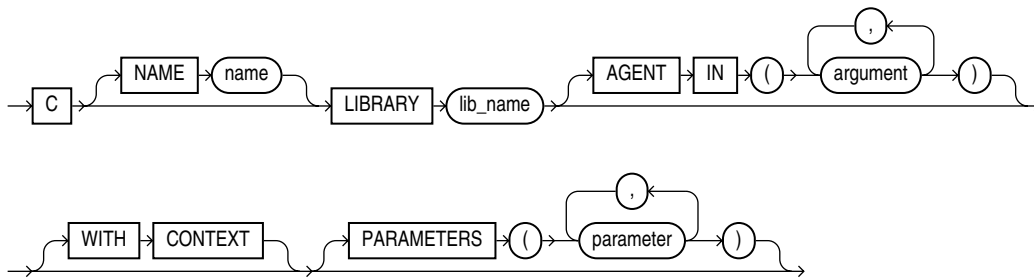 ,
NAME name AGENT IN ( argument )
C LIBRARY lib_name
,
WITH CONTEXT PARAMETERS ( parameter )